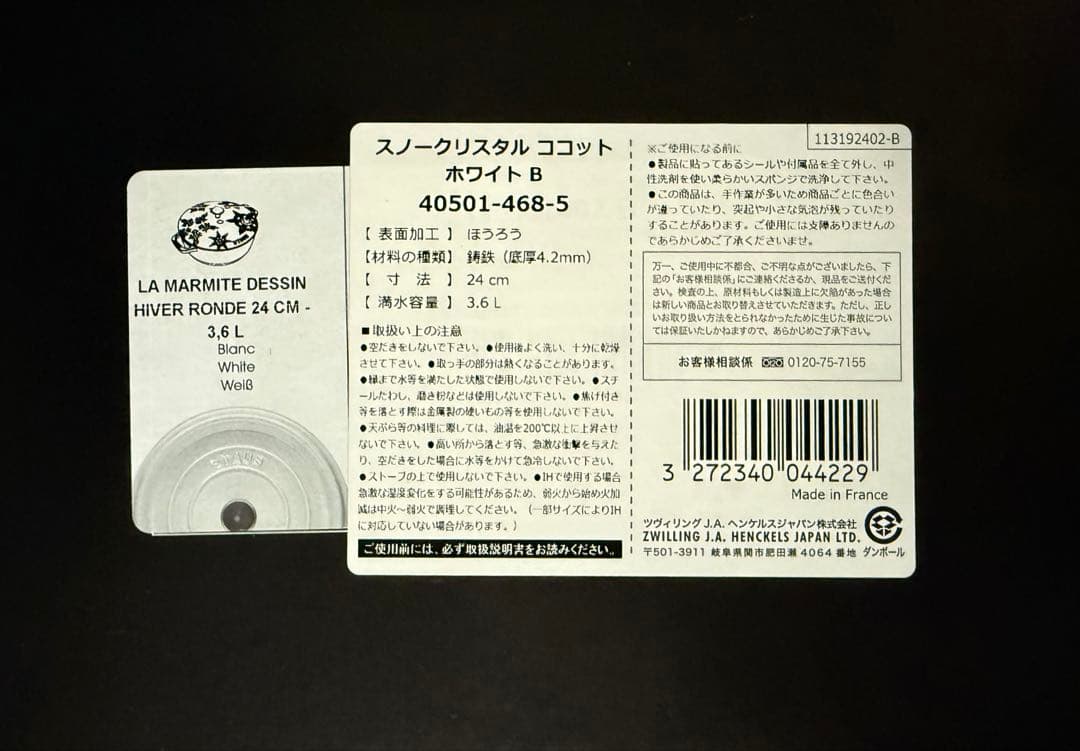 LA MARMITE DESSIN
HIVER RONDE 24 CM -
3,6 L
Blanc
White
Weiß
STAUB
スノークリスタル ココット
ホワイト B
40501-468-5
【 表面加工 】 ほうろう
【材料の種類】 鋳鉄（底厚4.2mm）
【 寸 法 】 24 cm
【 満水容量 】 3.6 L
■取扱い上の注意
●空だきをしないで下さい。●使用後よく洗い、十分に乾燥
させて下さい。●取っ手の部分は熱くなることがあります。
●縁まで水等を満たした状態で使用しないで下さい。●スチ
ールたわし、磨き粉などは使用しないで下さい。●焦げ付き
等を落とす際は金属製の硬いもの等を使用しないで下さい。
●天ぷら等の料理に際しては、油温を200℃以上に上昇させ
ないで下さい。●高い所から落とす等、急激な衝撃を与えた
り、空だきをした場合に水等をかけて急冷しないで下さい。
●ストーブの上で使用しないで下さい。●IHで使用する場合
急激な温度変化をする可能性があるため、弱火から始め火加
減は中火～弱火で調理してください。（一部サイズによりIH
に対応していない場合があります。）
ご使用前には、必ず取扱説明書をお読みください。
113192402-B
※ご使用になる前に
●製品に貼ってあるシールや付属品を全て外し、中
性洗剤を使い柔らかいスポンジで洗浄して下さい。
●この商品は、手作業が多いため商品ごとに色合い
が違っていたり、突起や小さな気泡が残っていたり
することがあります。ご使用には支障ありませんの
であらかじめご了承くださいませ。
万一、ご使用中に不都合、ご不明な点がございましたら、下
記の「お客様相談係」にご連絡くださるか、現品をご送付くださ
い。検査の上、原材料もしくは製造上に欠陥があった場合
は新しい商品とお取り替えさせていただきます。ただし、正し
いお取り扱い方法をとられなかったために生じた事故につい
ては保証いたしかねますので、あらかじめご了承下さい。
お客様相談係 0120-75-7155
3 272340 044229
Made in France
ツヴィリング J.A. ヘンケルスジャパン株式会社
ZWILLING J.A. HENCKELS JAPAN LTD.
〒501-3911 岐阜県関市肥田瀬 4064 番地 ダンボール